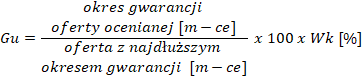 okres gwarancji
oferty ocenianej [m − ce]
Gu = ───────────── x 100 x Wk [%]
oferta z najdłuższym
okresem gwarancji [m − ce]